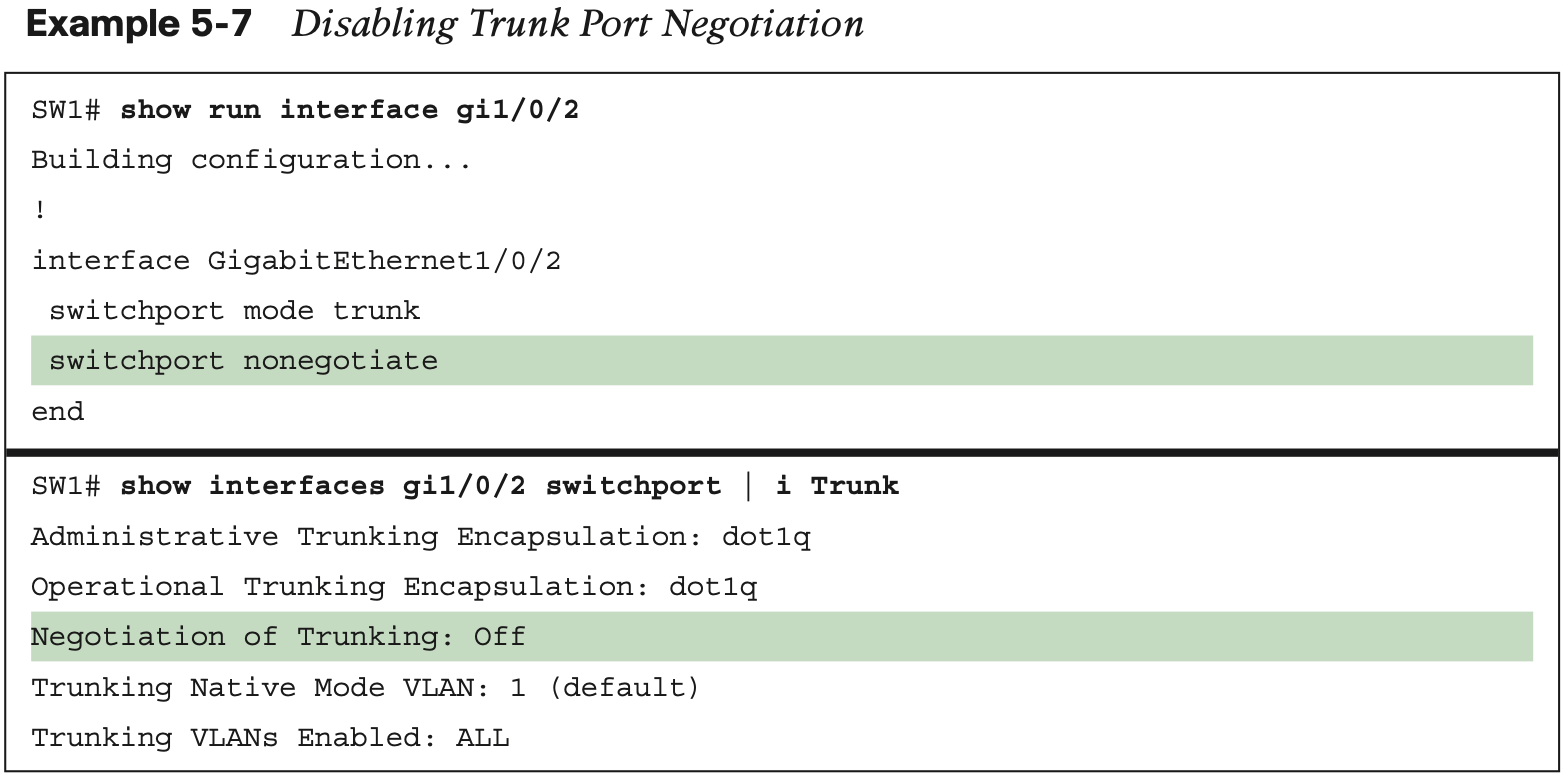 Example 5-7 Disabling Trunk Port Negotiation
SW1# show run interface gi1/0/2
Building configuration...
!
interface GigabitEthernet1/0/2
 switchport mode trunk
 switchport nonegotiate
end
SW1# show interfaces gi1/0/2 switchport | i Trunk
Administrative Trunking Encapsulation: dot1q
Operational Trunking Encapsulation: dot1q
Negotiation of Trunking: Off
Trunking Native Mode VLAN: 1 (default)
Trunking VLANs Enabled: ALL